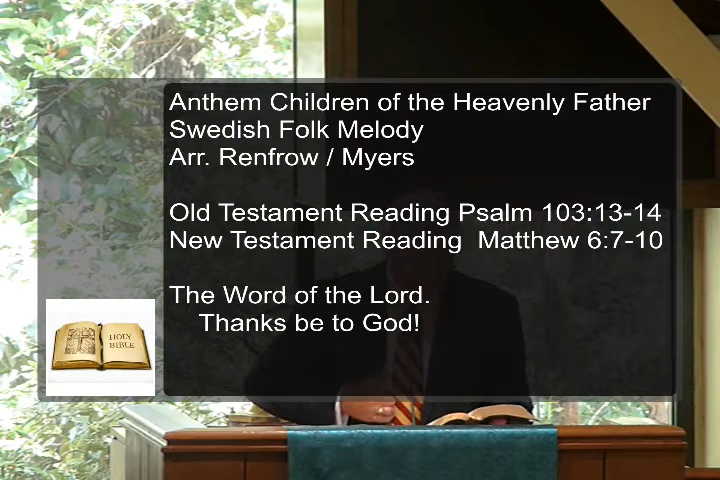 Anthem Children of the Heavenly Father
Swedish Folk Melody
Arr. Renfrow / Myers
Old Testament Reading Psalm 103:13-14
New Testament Reading Matthew 6:7-10
The Word of the Lord.
Thanks be to God!
HOLY
BIBLE